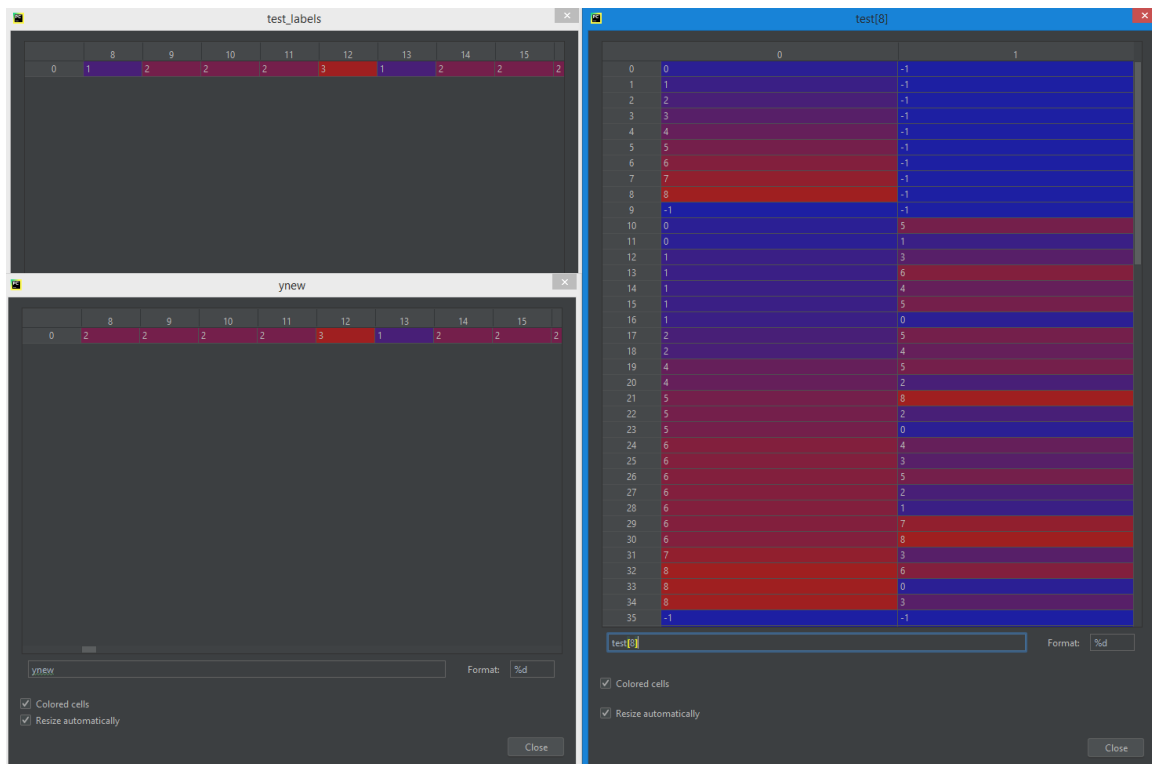 test_labels
8 9 10 11 12 13 14 15
0 1 2 2 2 3 1 2 2 2
ynew
8 9 10 11 12 13 14 15
0 2 2 2 2 3 1 2 2 2
ynew Format: %d
Colored cells
Resize automatically
Close
test[8]
0 1
0 0 -1
1 1 -1
2 2 -1
3 3 -1
4 4 -1
5 5 -1
6 6 -1
7 7 -1
8 8 -1
9 -1 -1
10 0 5
11 0 1
12 1 3
13 1 6
14 1 4
15 1 5
16 1 0
17 2 5
18 2 4
19 4 5
20 4 2
21 5 8
22 5 2
23 5 0
24 6 4
25 6 3
26 6 5
27 6 2
28 6 1
29 6 7
30 6 8
31 7 3
32 8 6
33 8 0
34 8 3
35 -1 -1
test[8] Format: %d
Colored cells
Resize automatically
Close